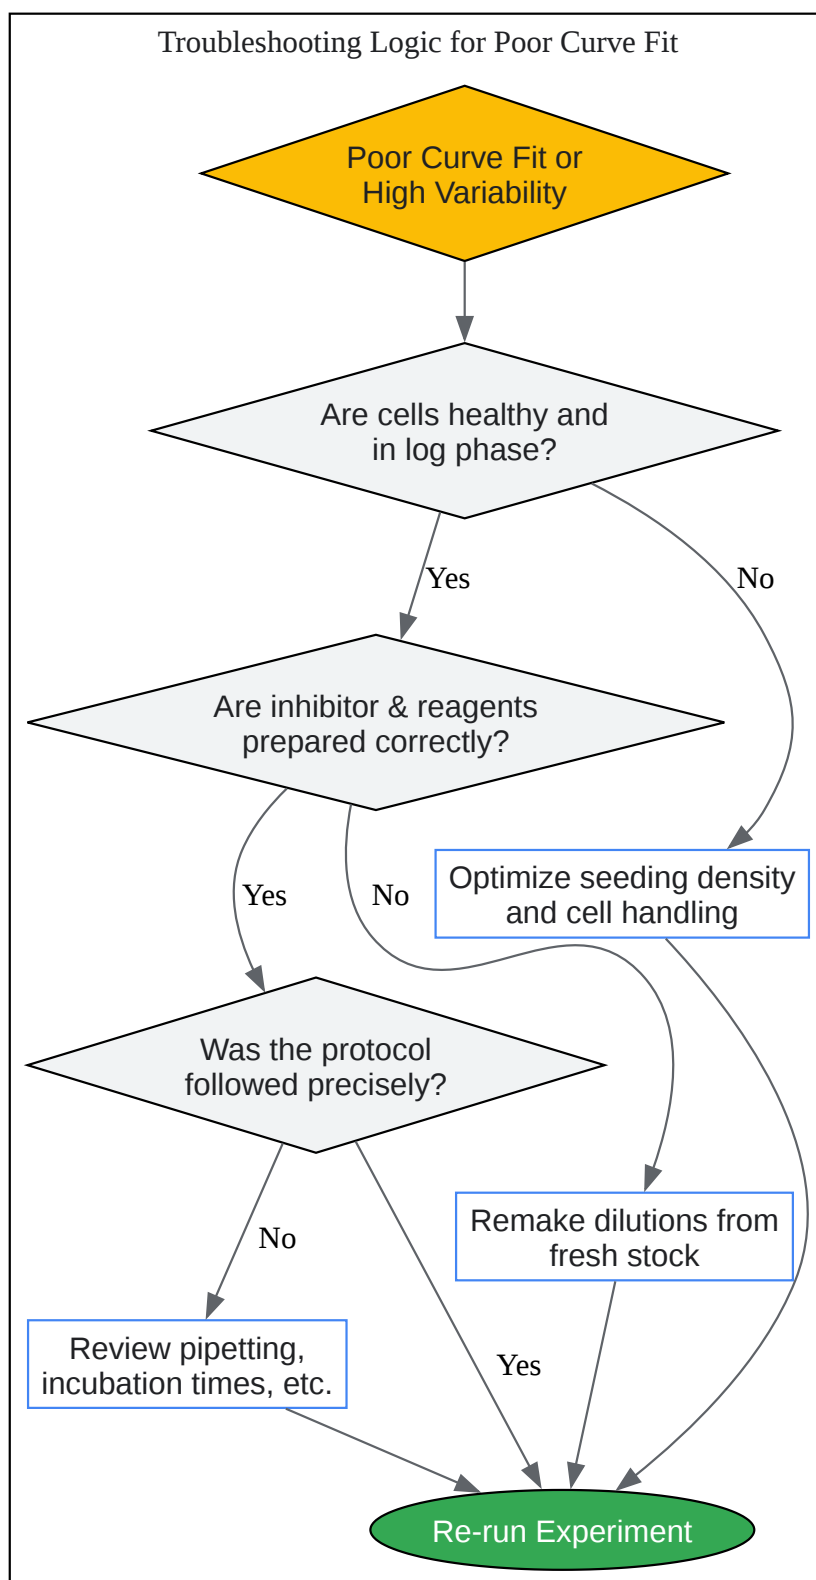 Troubleshooting Logic for Poor Curve Fit
Poor Curve Fit or
High Variability
Are cells healthy and
in log phase?
Yes
No
Are inhibitor & reagents
prepared correctly?
Yes
No
Optimize seeding density
and cell handling
Was the protocol
followed precisely?
No
Remake dilutions from
fresh stock
Review pipetting,
incubation times, etc.
Yes
Re-run Experiment